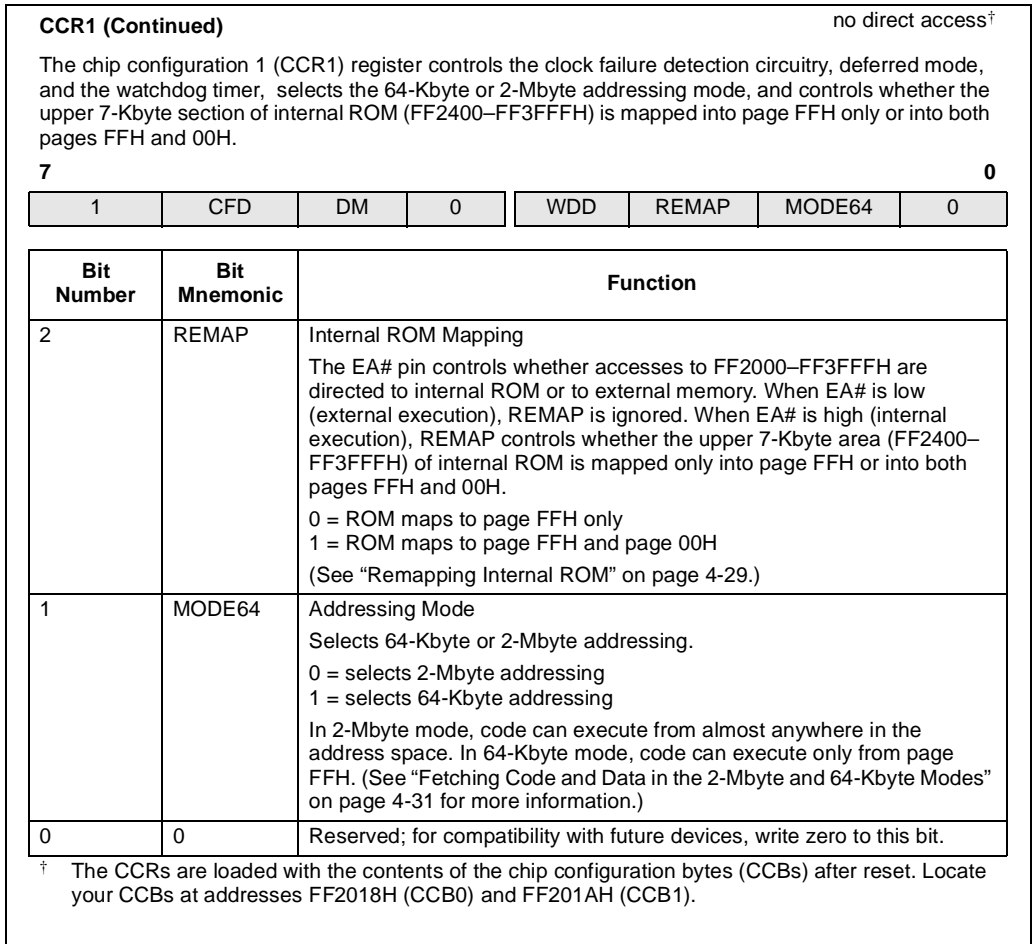 CCR1 (Continued) no direct access†
The chip configuration 1 (CCR1) register controls the clock failure detection circuitry, deferred mode,
and the watchdog timer, selects the 64-Kbyte or 2-Mbyte addressing mode, and controls whether the
upper 7-Kbyte section of internal ROM (FF2400–FF3FFFH) is mapped into page FFH only or into both
pages FFH and 00H.
7 0
1 CFD DM 0 WDD REMAP MODE64 0
Bit Number Bit Mnemonic Function
2 REMAP Internal ROM Mapping
The EA# pin controls whether accesses to FF2000–FF3FFFH are
directed to internal ROM or to external memory. When EA# is low
(external execution), REMAP is ignored. When EA# is high (internal
execution), REMAP controls whether the upper 7-Kbyte area (FF2400–
FF3FFFH) of internal ROM is mapped only into page FFH or into both
pages FFH and 00H.
0 = ROM maps to page FFH only
1 = ROM maps to page FFH and page 00H
(See “Remapping Internal ROM” on page 4-29.)
1 MODE64 Addressing Mode
Selects 64-Kbyte or 2-Mbyte addressing.
0 = selects 2-Mbyte addressing
1 = selects 64-Kbyte addressing
In 2-Mbyte mode, code can execute from almost anywhere in the
address space. In 64-Kbyte mode, code can execute only from page
FFH. (See “Fetching Code and Data in the 2-Mbyte and 64-Kbyte Modes”
on page 4-31 for more information.)
0 0 Reserved; for compatibility with future devices, write zero to this bit.
† The CCRs are loaded with the contents of the chip configuration bytes (CCBs) after reset. Locate
your CCBs at addresses FF2018H (CCB0) and FF201AH (CCB1).